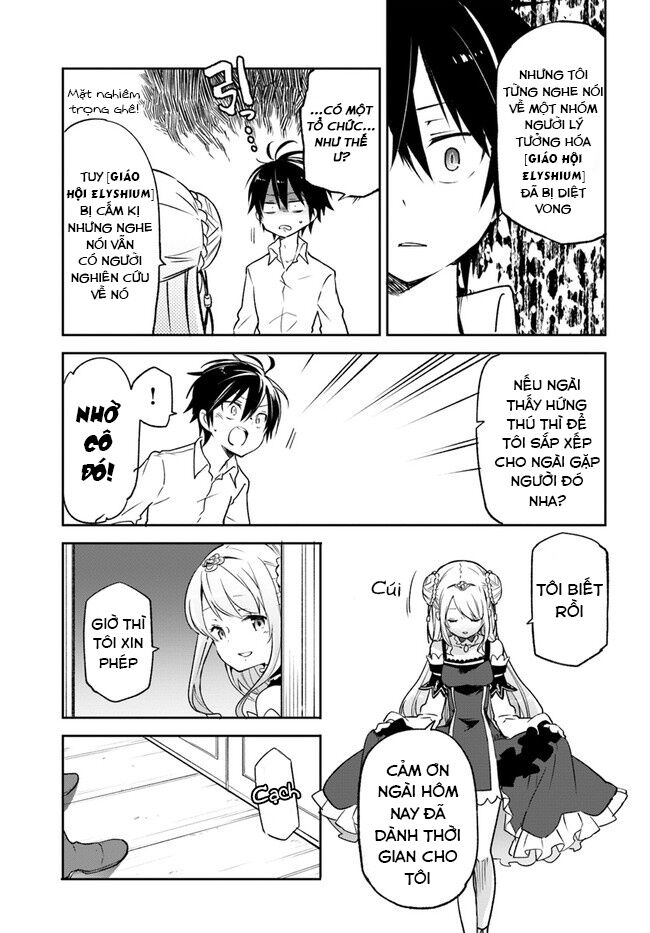 NHƯNG TÔI
TỪNG NGHE NÓI
VỀ MỘT NHÓM
NGƯỜI LÝ
TƯỞNG HÓA
[GIÁO HỘI
ELYSHIUM]
ĐÃ BỊ DIỆT
VONG
...CÓ MỘT
TỔ CHỨC...
NHƯ THẾ
Ư?
Mặt nghiêm
trọng ghê!
TUY [GIÁO
HỘI ELYSHIUM]
BỊ CẤM KỊ
NHƯNG NGHE
NÓI VẪN
CÓ NGƯỜI
NGHIÊN CỨU
VỀ NÓ
NẾU NGÀI
THẤY HỨNG
THÚ THÌ ĐỂ
TÔI SẮP XẾP
CHO NGÀI GẶP
NGƯỜI ĐÓ
NHA?
!
NHỜ
CÔ
ĐÓ!
TÔI BIẾT
RỒI
Cúi
CẢM ƠN
NGÀI HÔM
NAY ĐÃ
DÀNH THỜI
GIAN CHO
TÔI
GIỜ THÌ
TÔI XIN
PHÉP
Cạch